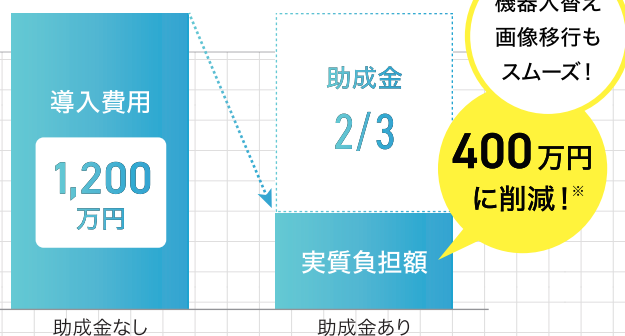 機器入替え
画像移行も
スムーズ！
導入費用
1,200
万円
助成金
2/3
400万円
に削減！※
実質負担額
助成金なし
助成金あり